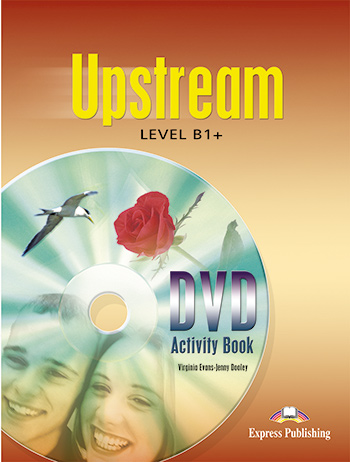 Upstream
LEVEL B1+
DVD
Activity Book
Virginia Evans-Jenny Dooley
Express Publishing